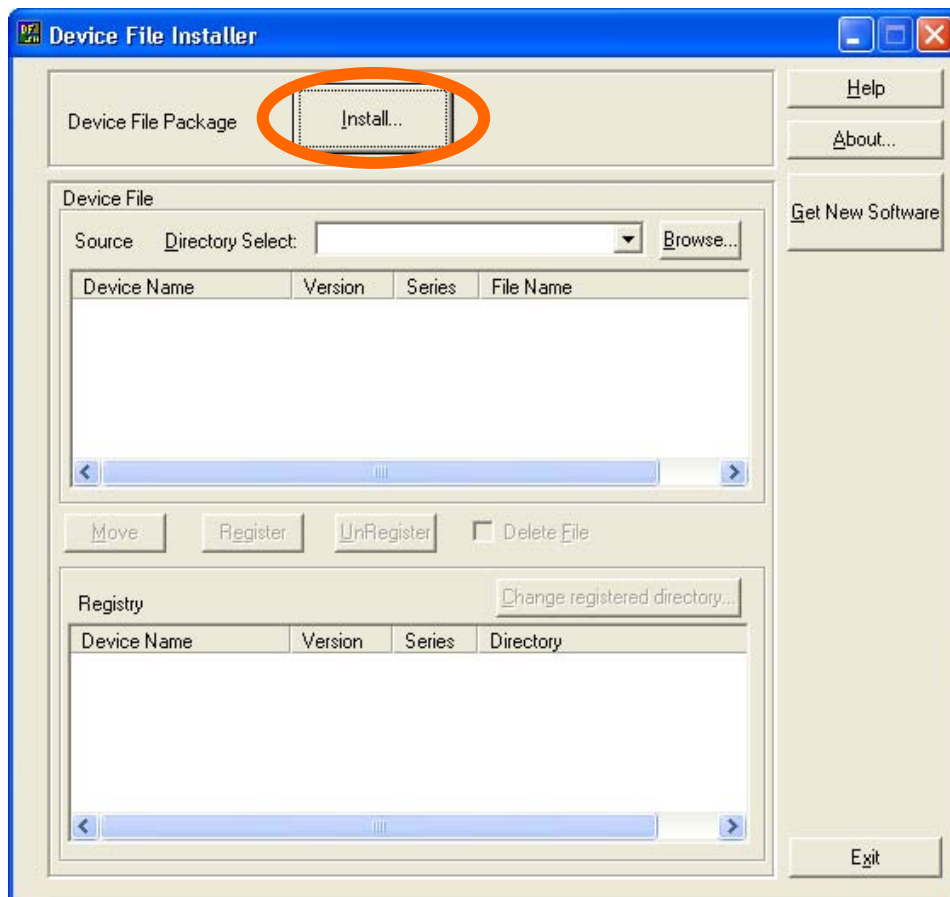 Device File Installer
Device File Package
Install...
Help
About...
Get New Software
Device File
Source Directory Select: Browse...
Device Name Version Series File Name
Move Register UnRegister Delete File
Registry Change registered directory...
Device Name Version Series Directory
Exit